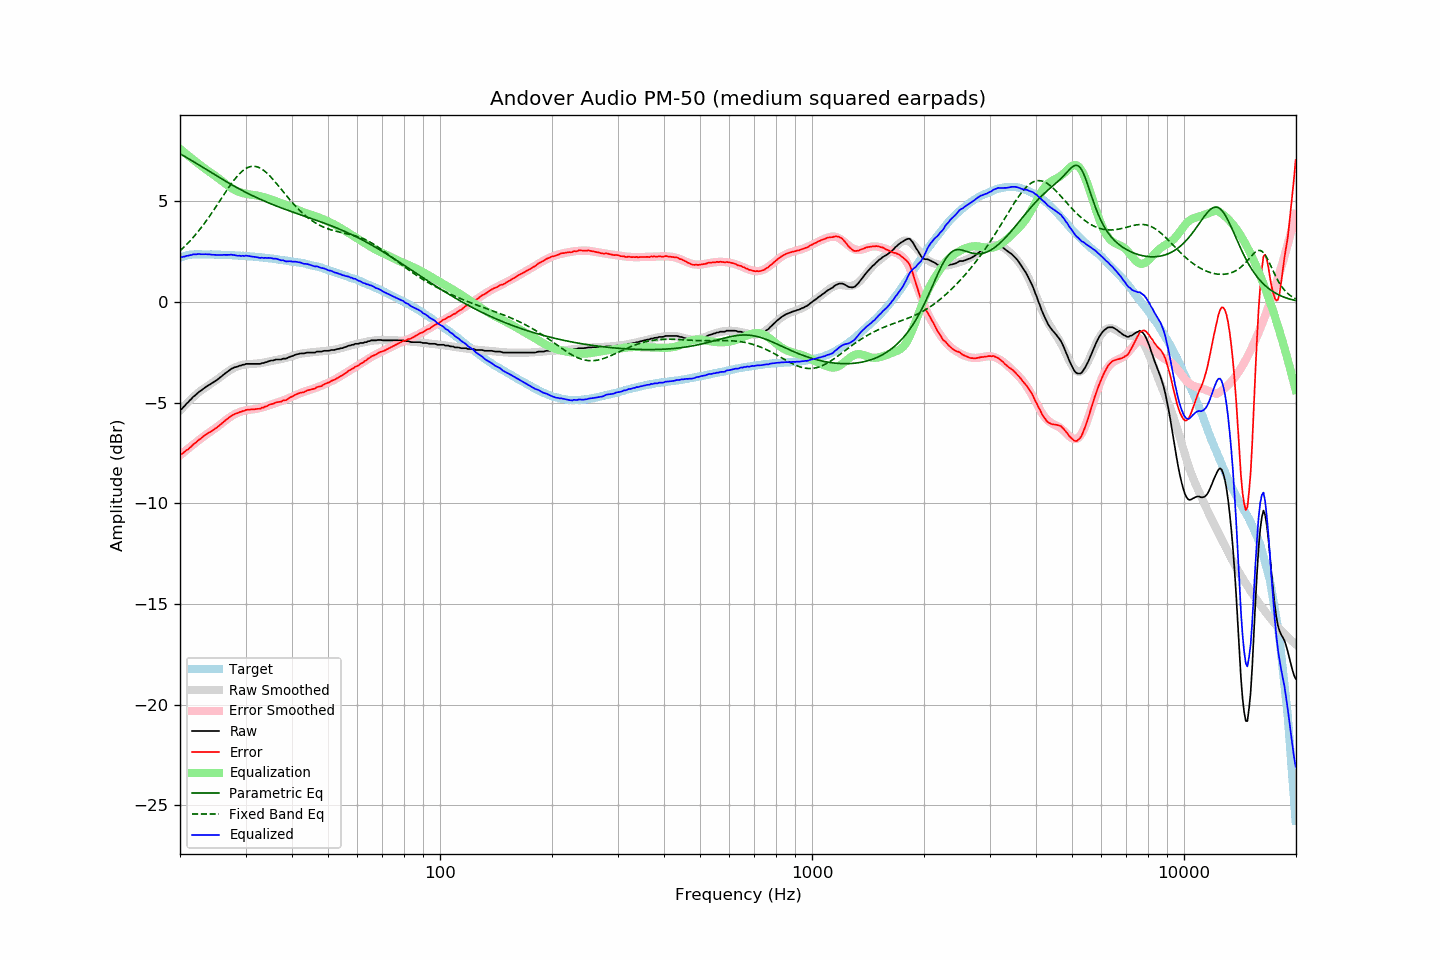 Andover Audio PM-50 (medium squared earpads)
Amplitude (dBr)
5
0
−5
−10
−15
−20
−25
Target
Raw Smoothed
Error Smoothed
Raw
Error
Equalization
Parametric Eq
Fixed Band Eq
Equalized
100
1000
10000
Frequency (Hz)